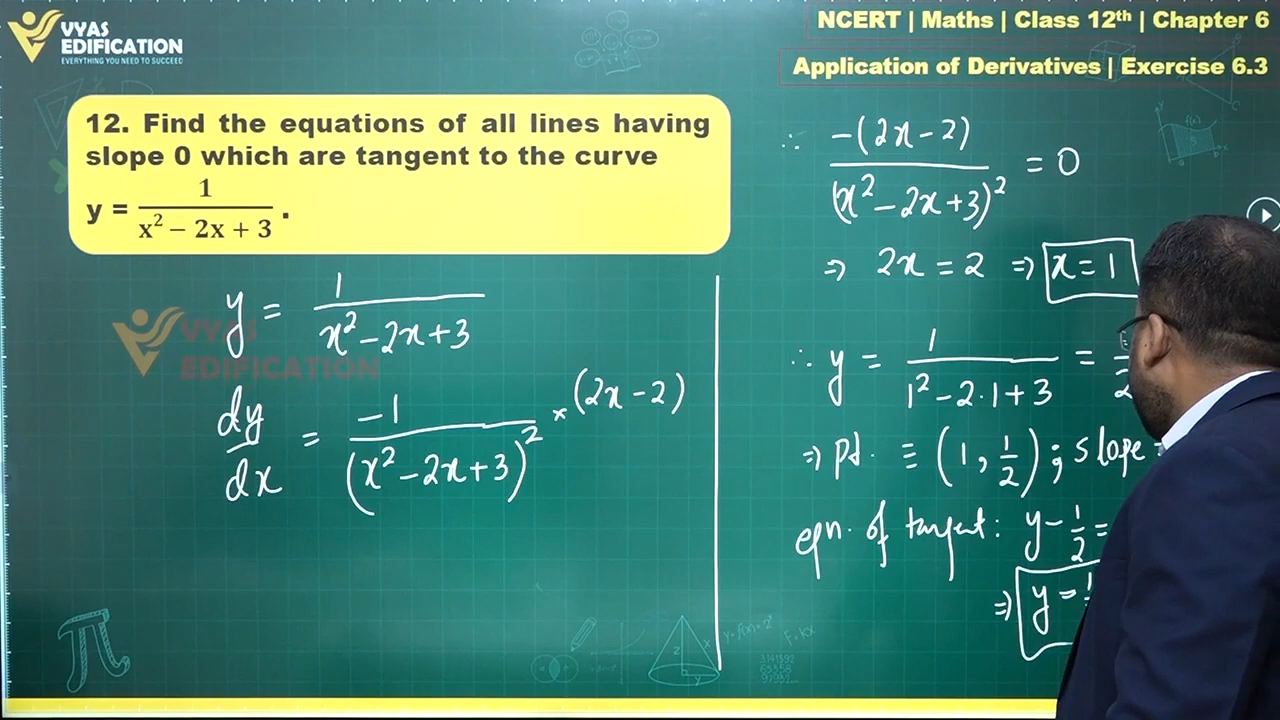 VYAS
EDIFICATION
EVERYTHING YOU NEED TO SUCCEED
NCERT | Maths | Class 12th | Chapter 6
Application of Derivatives | Exercise 6.3
12. Find the equations of all lines having
slope 0 which are tangent to the curve
y = 1/(x² − 2x + 3) .
y = 1/(x² − 2x + 3)
dy/dx = −1/(x² − 2x + 3)² × (2x − 2)
∴ −(2x − 2)/(x² − 2x + 3)² = 0
⇒ 2x = 2 ⇒ x = 1
∴ y = 1/(1² − 2·1 + 3) =
⇒ pt. ≡ (1, 1/2) ; slope
eqn. of tangent: y − 1/2 =
⇒ y =
VYAS
EDIFICATION